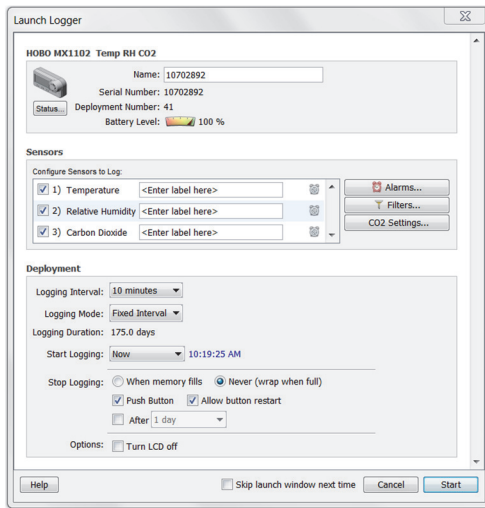 Launch Logger
HOBO MX1102 Temp RH CO2
Name: 10702892
Serial Number: 10702892
Status... Deployment Number: 41
Battery Level: 100 %
Sensors
Configure Sensors to Log:
1) Temperature <Enter label here>
Alarms...
2) Relative Humidity <Enter label here>
Filters...
3) Carbon Dioxide <Enter label here>
CO2 Settings...
Deployment
Logging Interval: 10 minutes
Logging Mode: Fixed Interval
Logging Duration: 175.0 days
Start Logging: Now 10:19:25 AM
Stop Logging: When memory fills Never (wrap when full)
Push Button Allow button restart
After 1 day
Options: Turn LCD off
Help Skip launch window next time Cancel Start